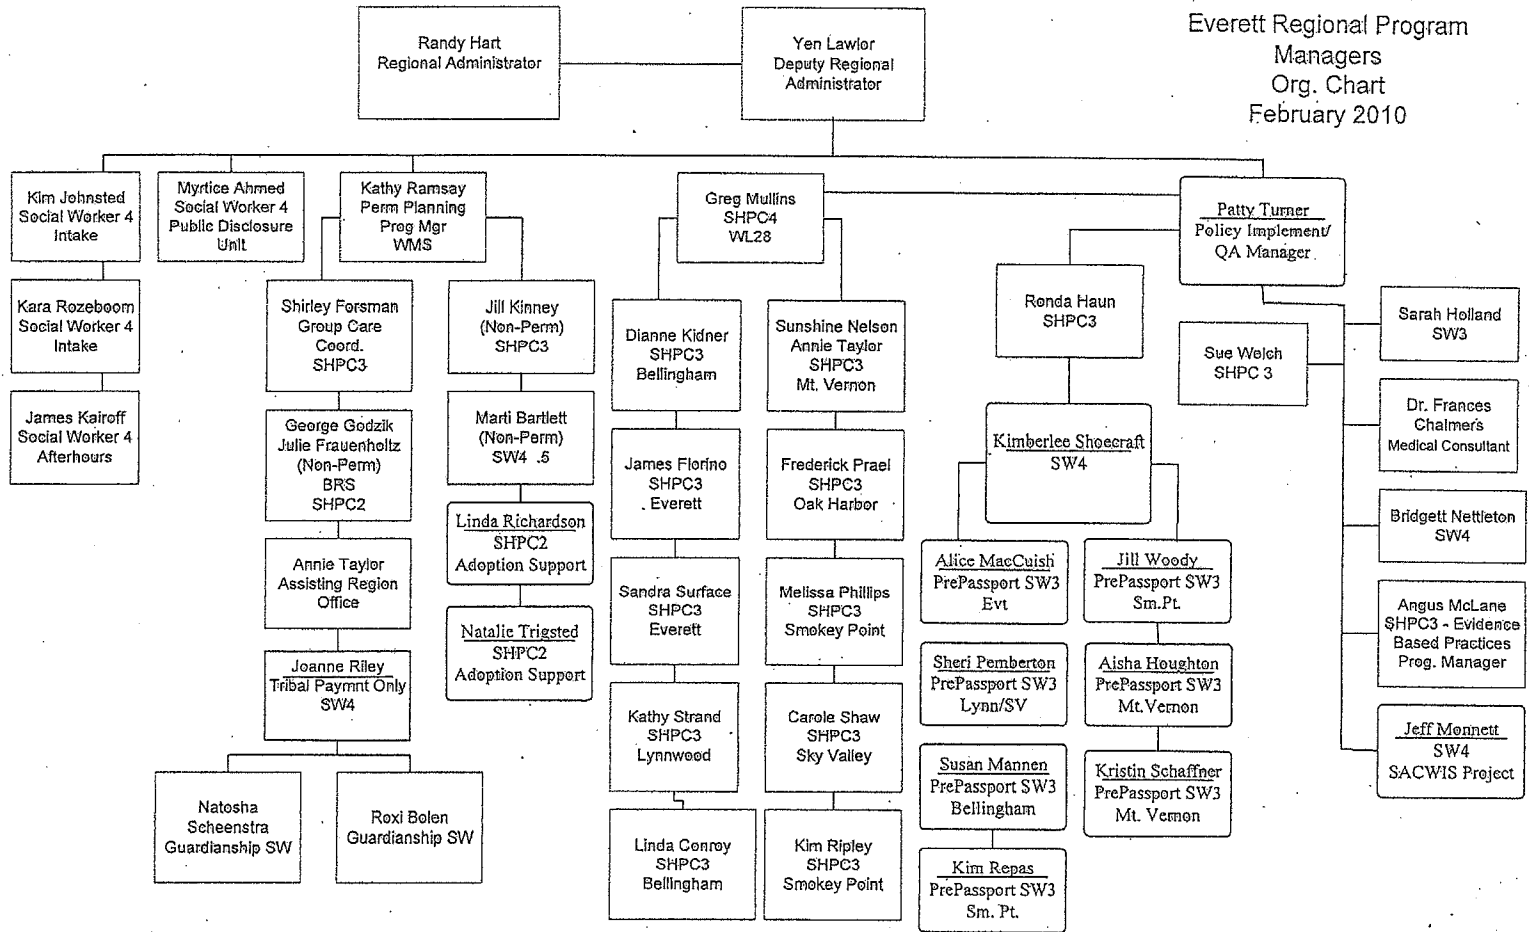 Everett Regional Program
Managers
Org. Chart
February 2010
Randy Hart
Regional Administrator
Yen Lawlor
Deputy Regional
Administrator
Kim Johnsted
Social Worker 4
Intake
Kara Rozeboom
Social Worker 4
Intake
James Kairoff
Social Worker 4
Afterhours
Myrtice Ahmed
Social Worker 4
Public Disclosure
Unit
Kathy Ramsay
Perm Planning
Prog Mgr
WMS
Shirley Forsman
Group Care
Coord.
SHPC3
George Godzik
Julie Frauenholtz
(Non-Perm)
BRS
SHPC2
Annie Taylor
Assisting Region
Office
Joanne Riley
Tribal Paymnt Only
SW4
Natosha
Scheenstra
Guardianship SW
Roxi Bolen
Guardianship SW
Jill Kinney
(Non-Perm)
SHPC3
Marti Bartlett
(Non-Perm)
SW4 .5
Linda Richardson
SHPC2
Adoption Support
Natalie Trigsted
SHPC2
Adoption Support
Greg Mullins
SHPC4
WL28
Dianne Kidner
SHPC3
Bellingham
James Florino
SHPC3
Everett
Sandra Surface
SHPC3
Everett
Kathy Strand
SHPC3
Lynnwood
Linda Conroy
SHPC3
Bellingham
Sunshine Nelson
Annie Taylor
SHPC3
Mt. Vernon
Frederick Prael
SHPC3
Oak Harbor
Melissa Phillips
SHPC3
Smokey Point
Carole Shaw
SHPC3
Sky Valley
Kim Ripley
SHPC3
Smokey Point
Patty Turner
Policy Implement/
QA Manager
Ronda Haun
SHPC3
Kimberlee Shoecraft
SW4
Alice MacCuish
PrePassport SW3
Evt
Sheri Pemberton
PrePassport SW3
Lynn/SV
Susan Mannen
PrePassport SW3
Bellingham
Kim Repas
PrePassport SW3
Sm. Pt.
Jill Woody
PrePassport SW3
Sm.Pt.
Aisha Houghton
PrePassport SW3
Mt.Vernon
Kristin Schaffner
PrePassport SW3
Mt. Vernon
Sue Welch
SHPC 3
Sarah Holland
SW3
Dr. Frances
Chalmers
Medical Consultant
Bridgett Nettleton
SW4
Angus McLane
SHPC3 - Evidence
Based Practices
Prog. Manager
Jeff Monnett
SW4
SACWIS Project